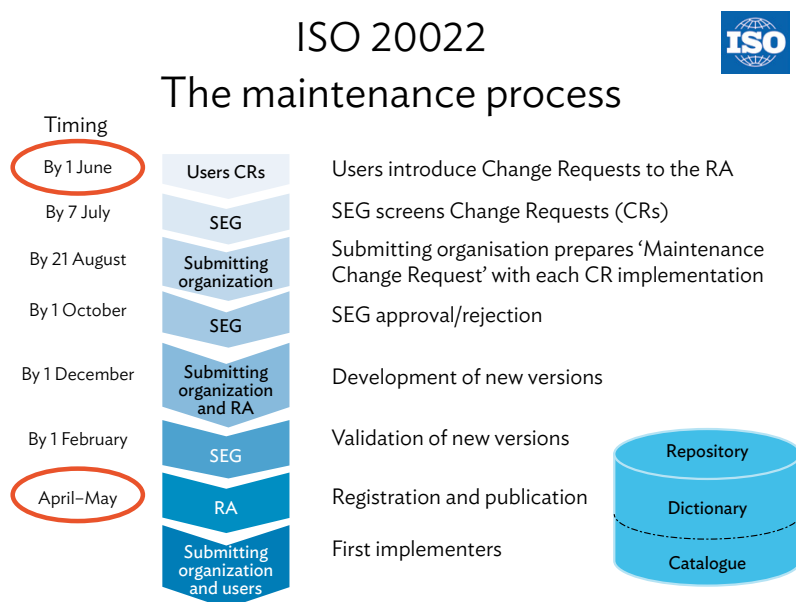 ISO 20022
ISO
The maintenance process
Timing
By 1 June
Users CRs
Users introduce Change Requests to the RA
By 7 July
SEG
SEG screens Change Requests (CRs)
By 21 August
Submitting
organization
Submitting organisation prepares ‘Maintenance
Change Request’ with each CR implementation
By 1 October
SEG
SEG approval/rejection
By 1 December
Submitting
organization
and RA
Development of new versions
By 1 February
SEG
Validation of new versions
April–May
RA
Registration and publication
Submitting
organization
and users
First implementers
Repository
Dictionary
Catalogue